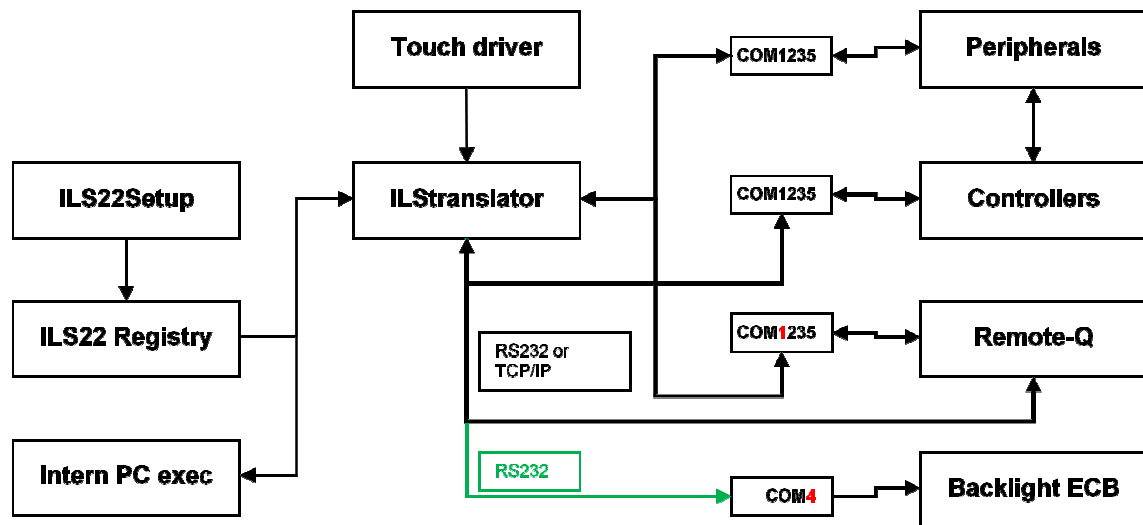 Touch driver
COM1235
Peripherals
ILS22Setup
ILStranslator
COM1235
Controllers
ILS22 Registry
RS232 or
TCP/IP
COM1235
Remote-Q
Intern PC exec
RS232
COM4
Backlight ECB